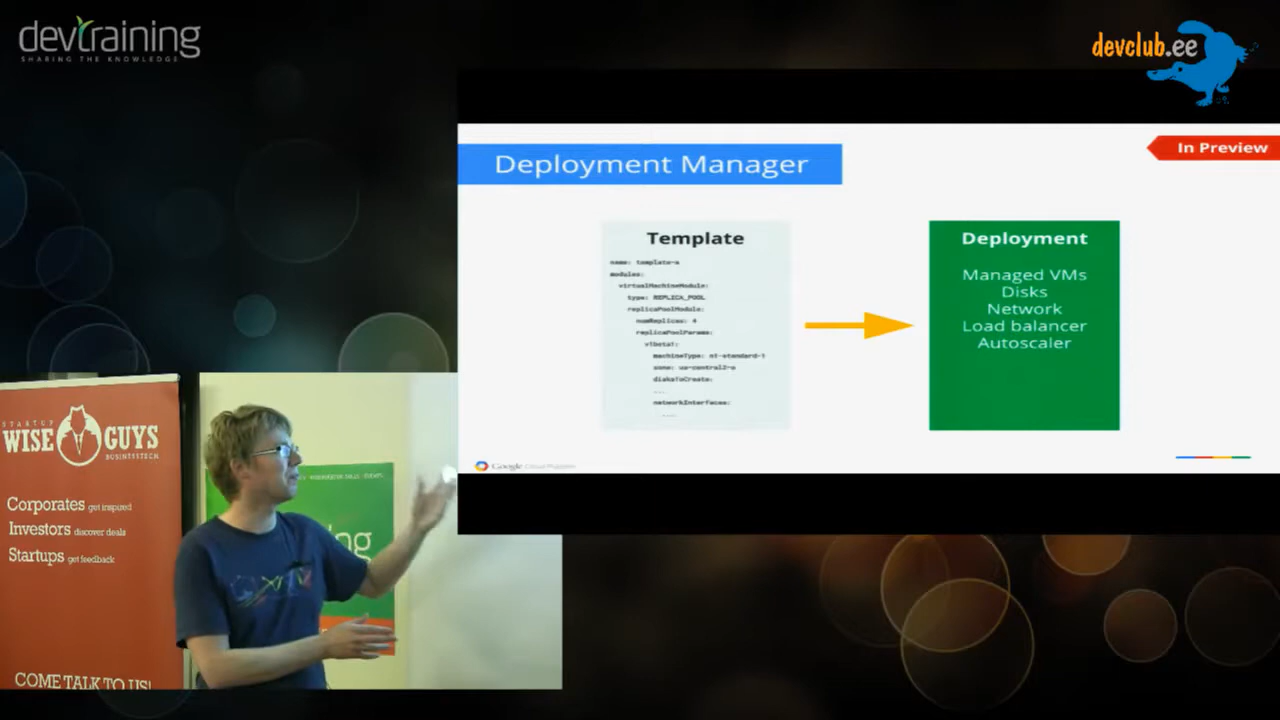 devtraining
SHARING THE KNOWLEDGE
devclub.ee
In Preview
Deployment Manager
Template
name: template-a
modules:
virtualMachineModule:
type: REPLICA_POOL
replicaPoolModule:
numReplicas: 4
replicaPoolParams:
v1beta1:
machineType: n1-standard-1
zone: us-central2-a
disksToCreate:
...
networkInterfaces:
....
Deployment
Managed VMs
Disks
Network
Load balancer
Autoscaler
Google Cloud Platform
STARTUP
WISE GUYS
BUSINESSTECH
Corporates get inspired
Investors discover deals
Startups get feedback
COME TALK TO US!
ing